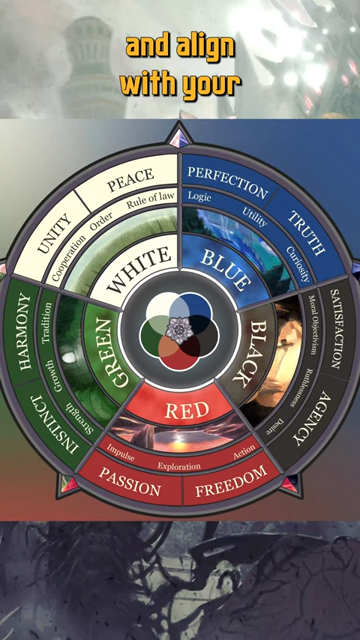 and align
with your
PEACE
UNITY
Rule of law
Order
Cooperation
WHITE
PERFECTION
TRUTH
Logic
Utility
Curiosity
BLUE
SATISFACTION
AGENCY
Moral Objectivism
Ruthlessness
Desire
BLACK
RED
Impulse
Exploration
Action
PASSION
FREEDOM
HARMONY
INSTINCT
Tradition
Growth
Strength
GREEN